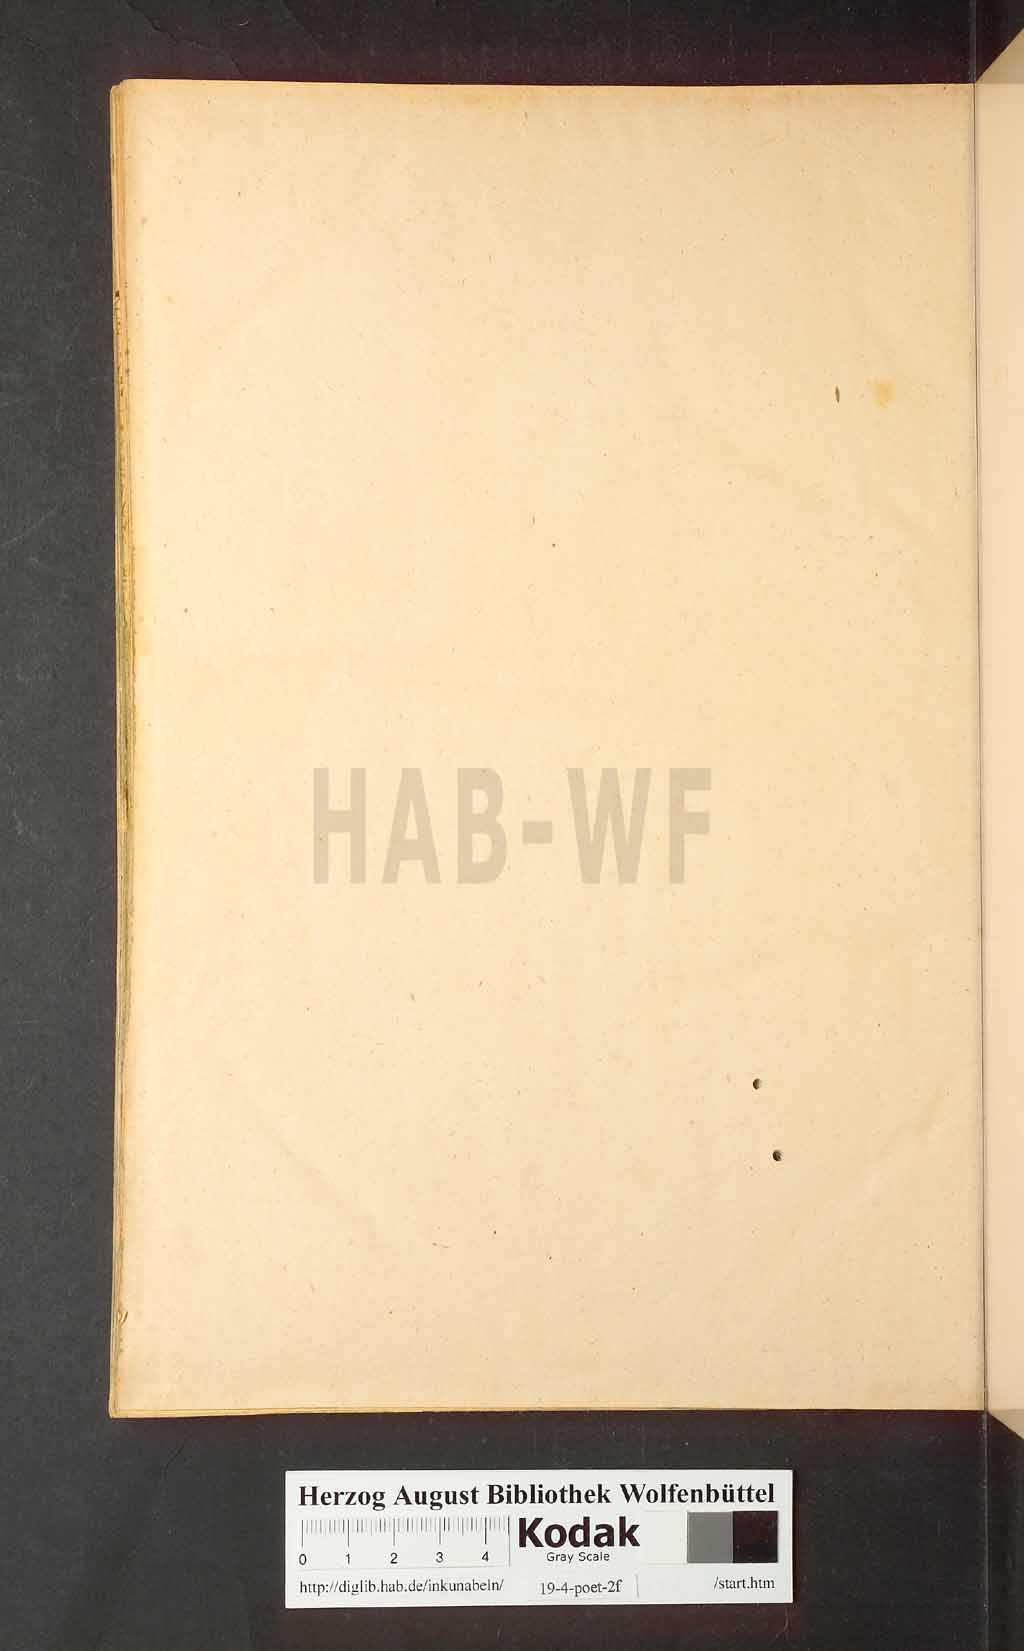 HAB-WF
Herzog August Bibliothek Wolfenbüttel
Kodak
Gray Scale
0 1 2 3 4
http://diglib.hab.de/inkunabeln/ 19-4-poet-2f /start.htm